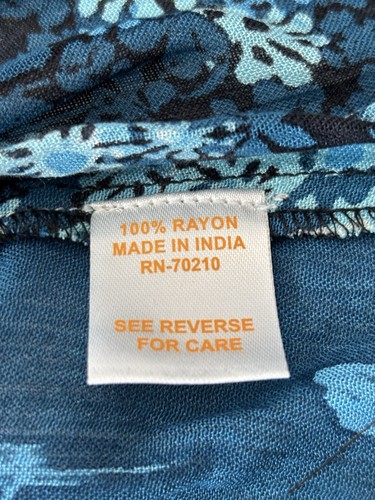 100% RAYON
MADE IN INDIA
RN-70210
SEE REVERSE
FOR CARE